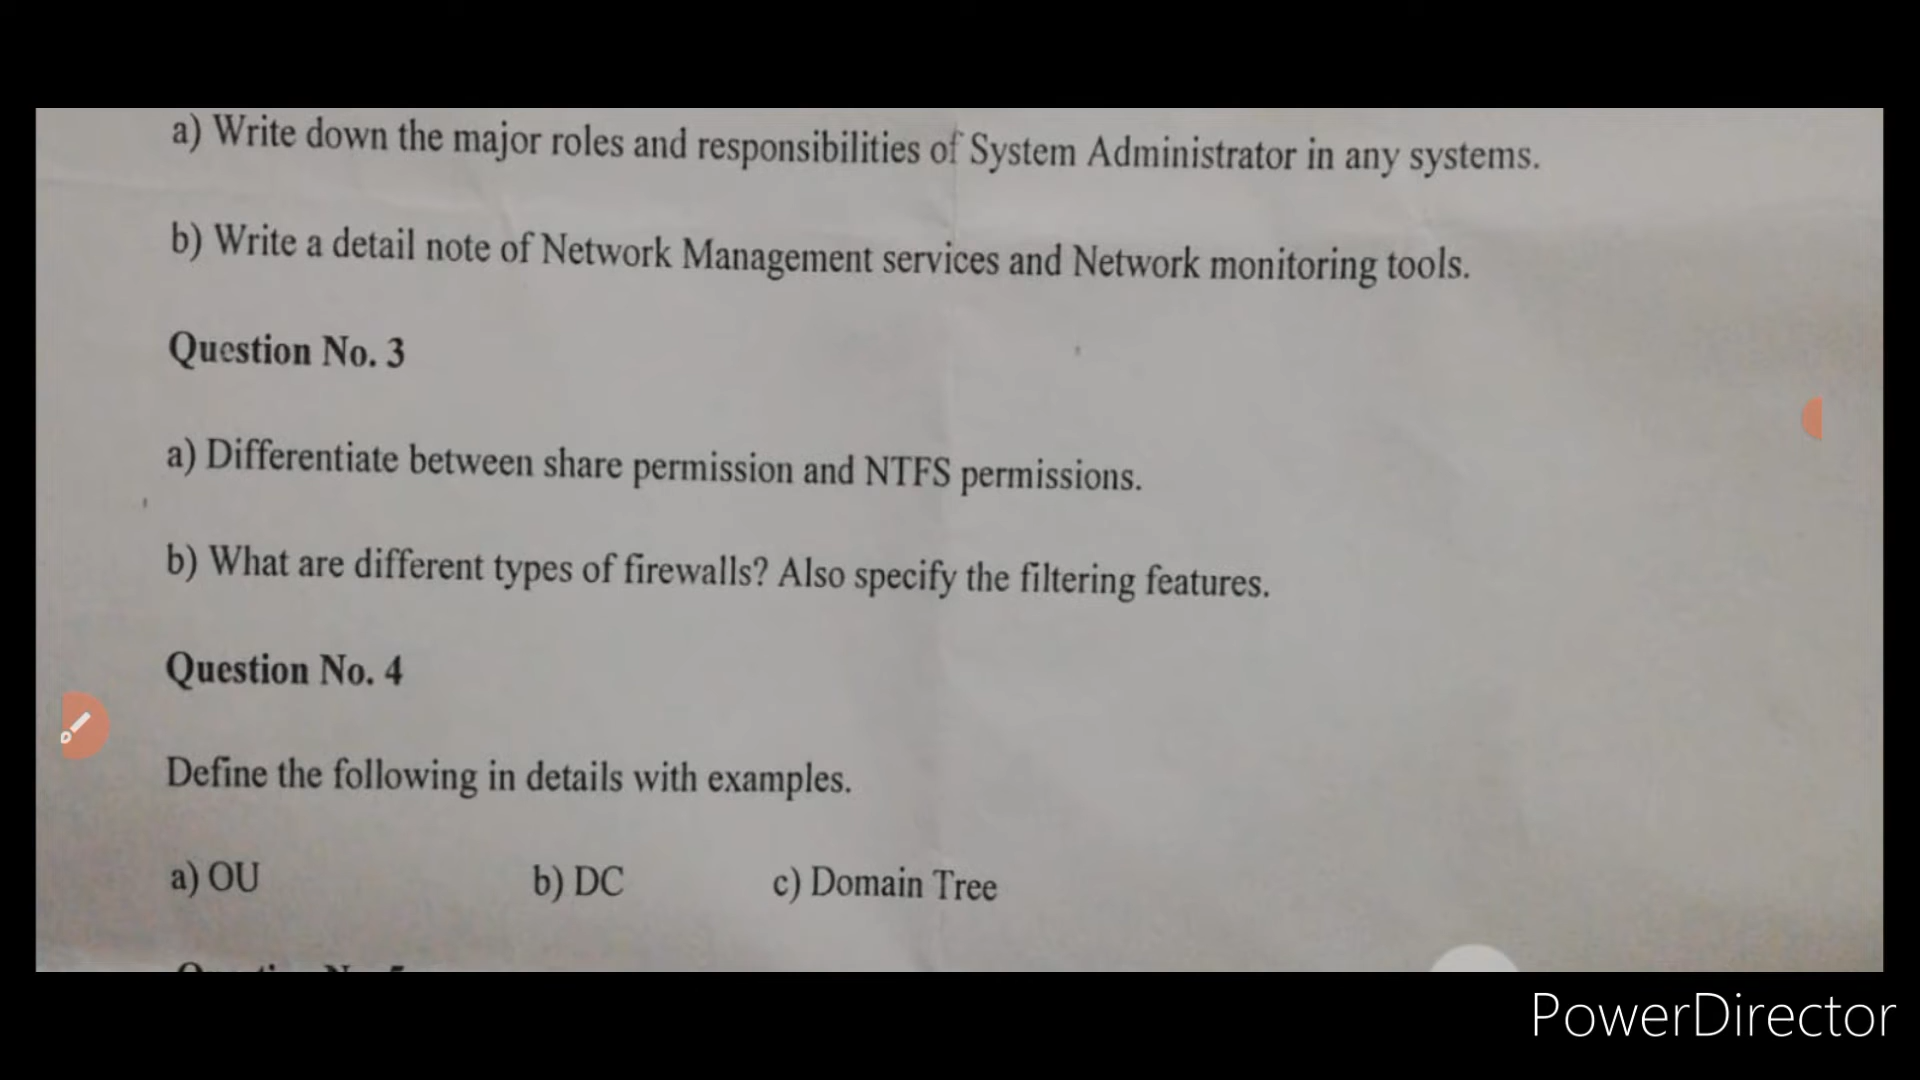 a) Write down the major roles and responsibilities of System Administrator in any systems.
b) Write a detail note of Network Management services and Network monitoring tools.
Question No. 3
a) Differentiate between share permission and NTFS permissions.
b) What are different types of firewalls? Also specify the filtering features.
Question No. 4
Define the following in details with examples.
a) OU b) DC c) Domain Tree
PowerDirector